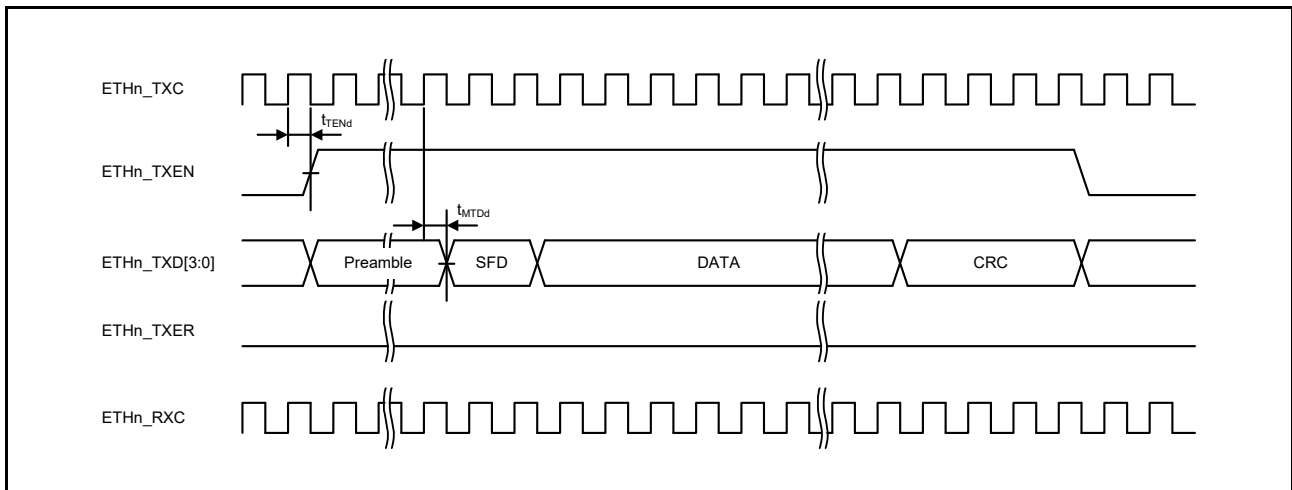 ETHn_TXC
tTENd
ETHn_TXEN
tMTDd
ETHn_TXD[3:0]
Preamble
SFD
DATA
CRC
ETHn_TXER
ETHn_RXC